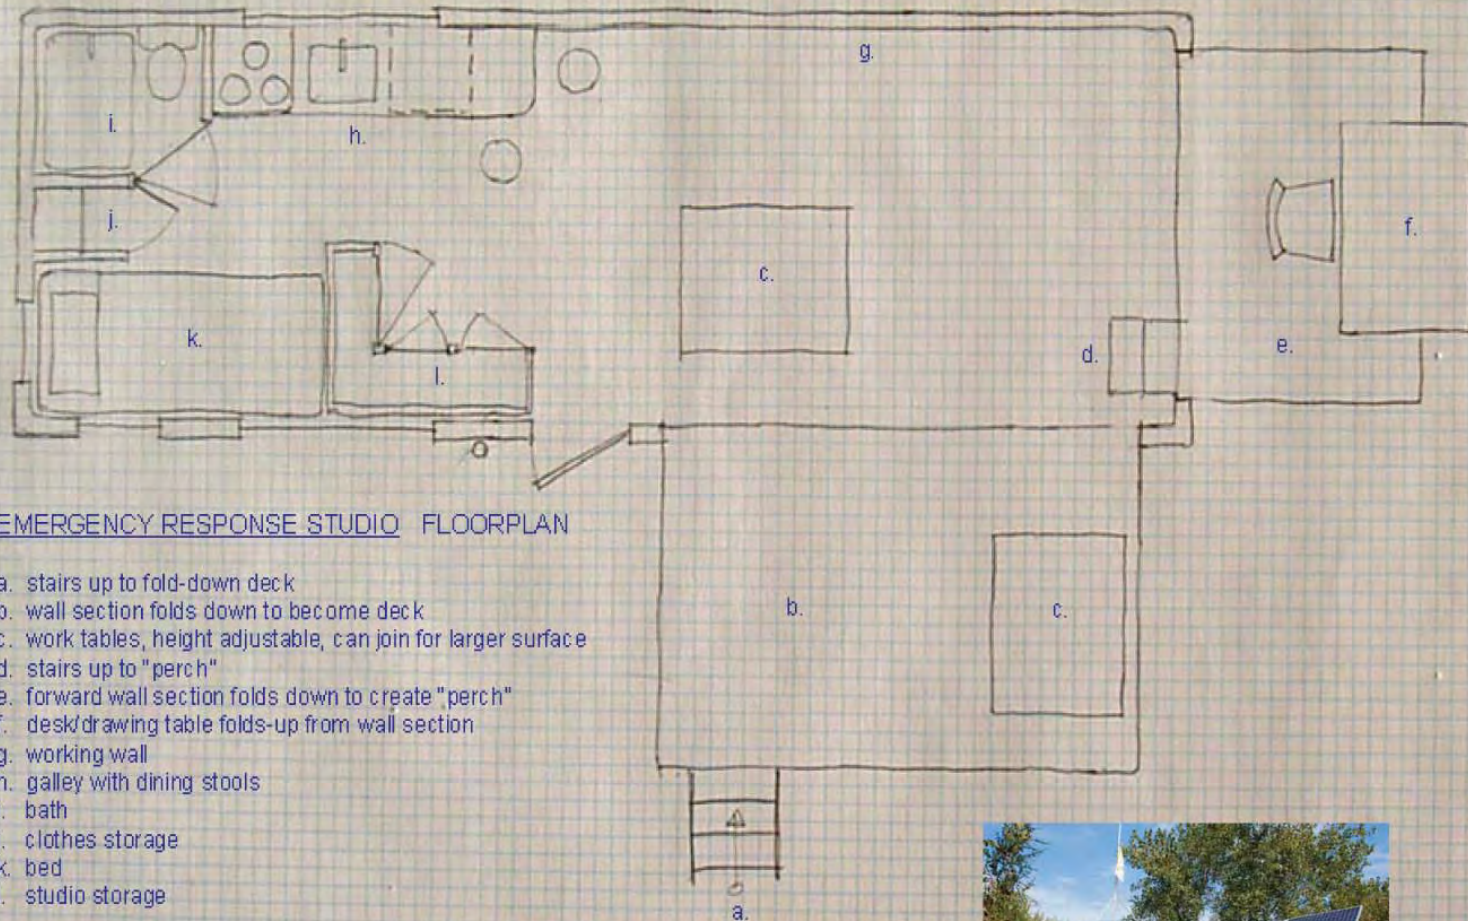 g.
i.
h.
j.
f.
c.
k.
d.
e.
l.
EMERGENCY RESPONSE STUDIO FLOORPLAN
b.
c.
a. stairs up to fold-down deck
b. wall section folds down to become deck
c. work tables, height adjustable, can join for larger surface
d. stairs up to "perch"
e. forward wall section folds down to create "perch"
f. desk/drawing table folds-up from wall section
g. working wall
h. galley with dining stools
bath
clothes storage
k. bed
studio storage
a.